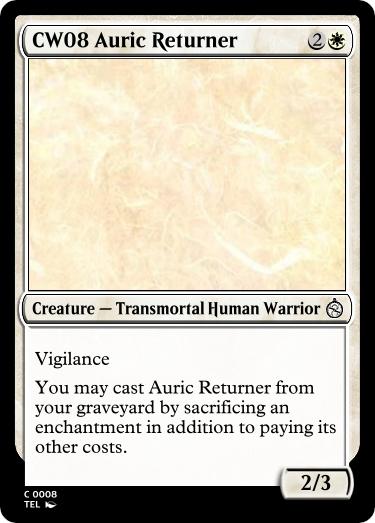 CW08 Auric Returner 2
Creature — Transmortal Human Warrior
Vigilance
You may cast Auric Returner from
your graveyard by sacrificing an
enchantment in addition to paying its
other costs.
2/3
C 0008
TEL